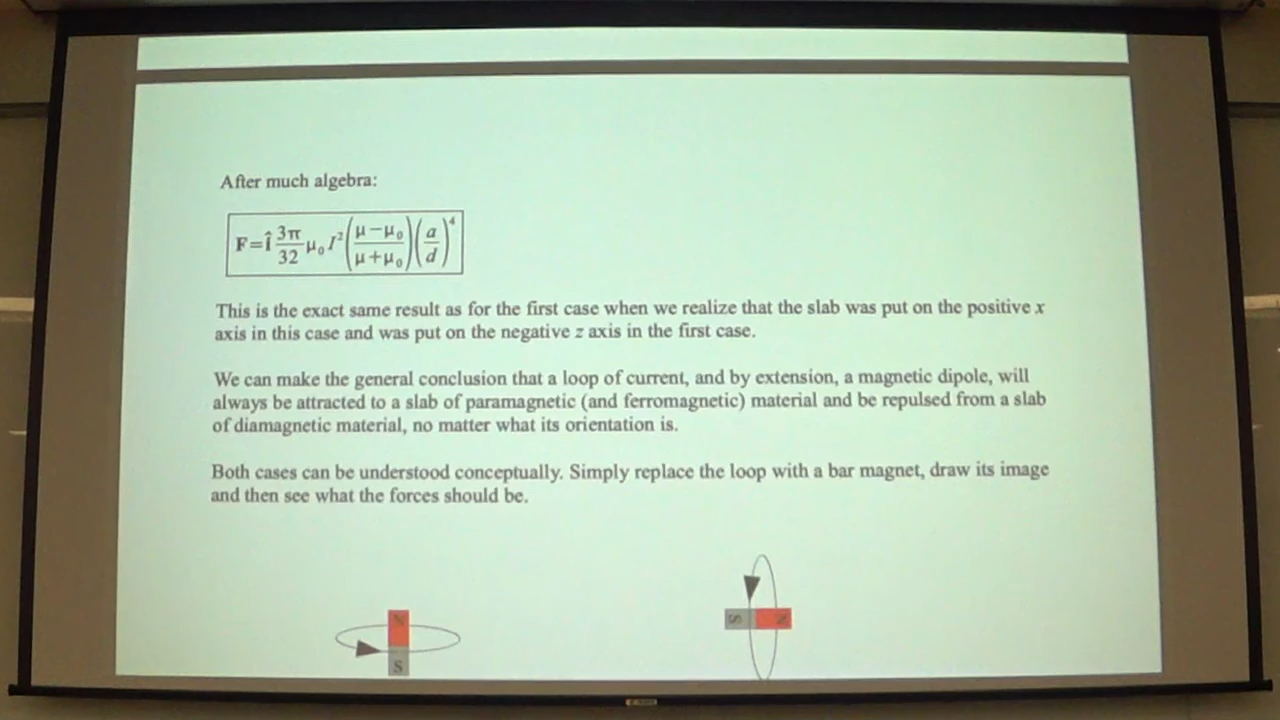 After much algebra:
F=î 3π/32 μ₀ I² (μ−μ₀/μ+μ₀)(a/d)⁴
This is the exact same result as for the first case when we realize that the slab was put on the positive x
axis in this case and was put on the negative z axis in the first case.
We can make the general conclusion that a loop of current, and by extension, a magnetic dipole, will
always be attracted to a slab of paramagnetic (and ferromagnetic) material and be repulsed from a slab
of diamagnetic material, no matter what its orientation is.
Both cases can be understood conceptually. Simply replace the loop with a bar magnet, draw its image
and then see what the forces should be.
N
S
S
N